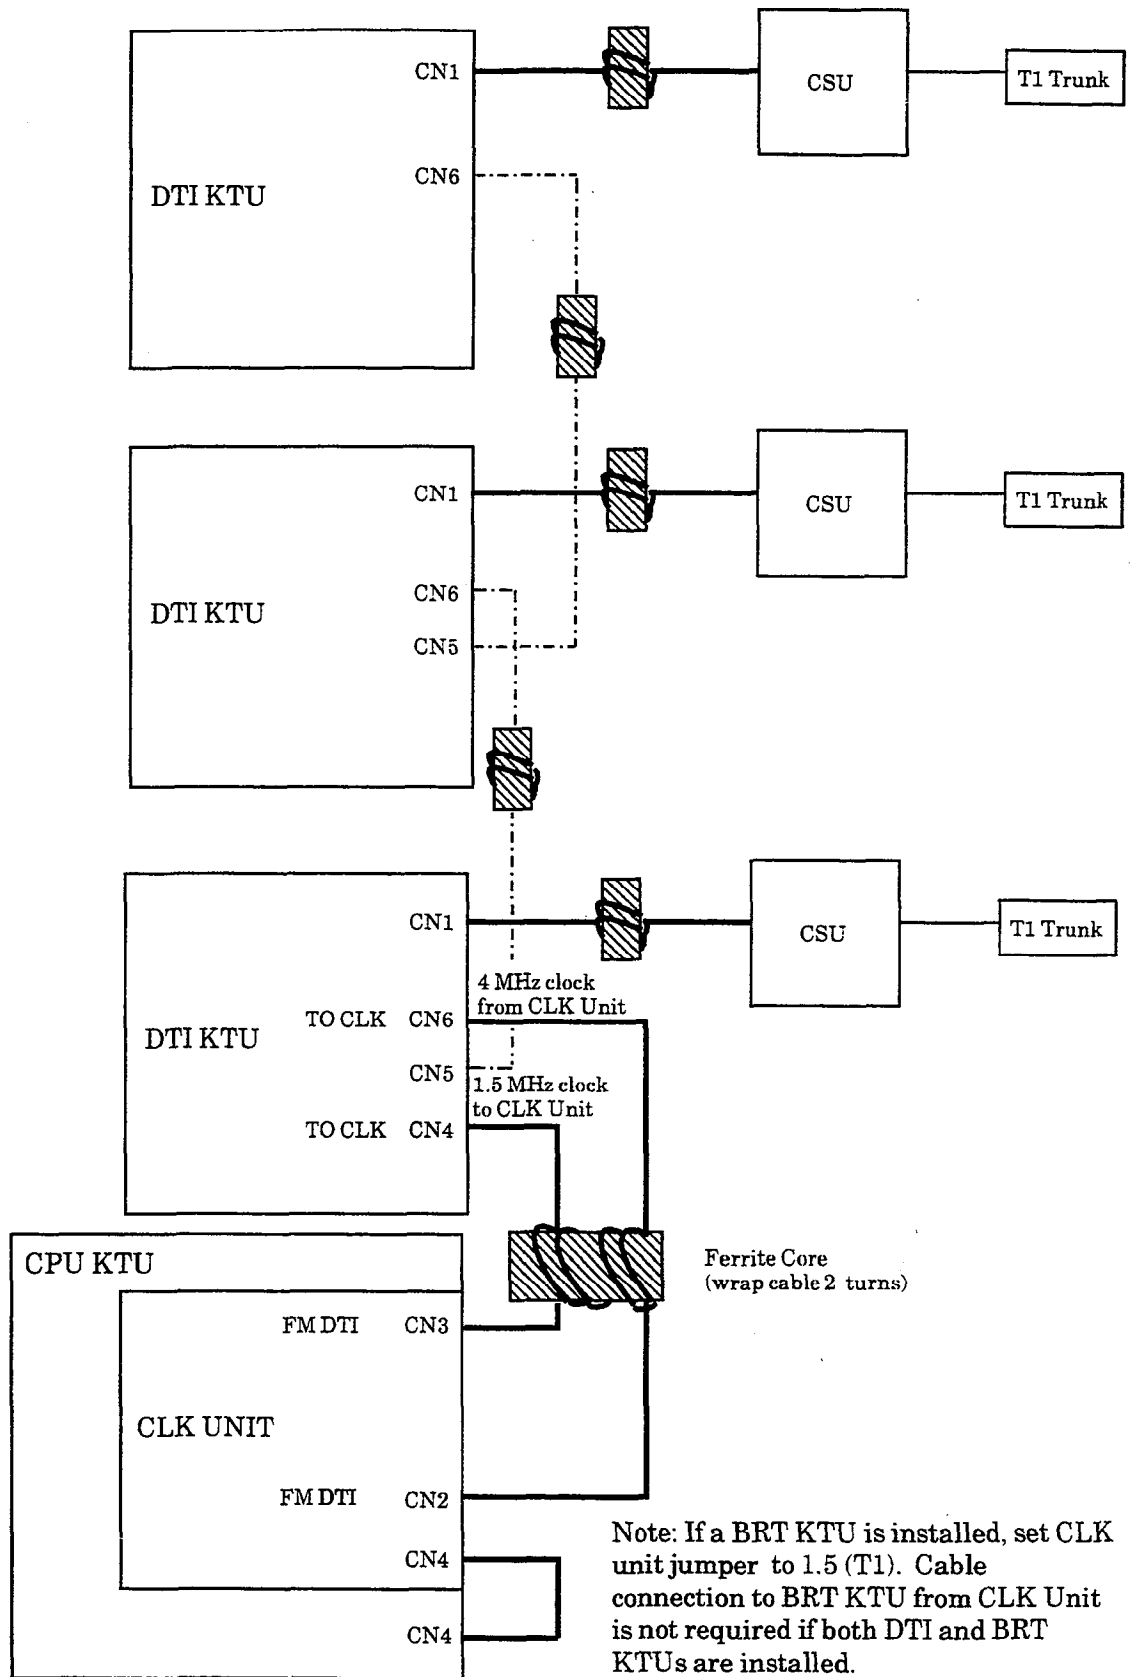 CN1
CSU
T1 Trunk
CN6
DTI KTU
CN1
CSU
T1 Trunk
CN6
DTI KTU
CN5
CN1
CSU
T1 Trunk
4 MHz clock
from CLK Unit
TO CLK CN6
DTI KTU
CN5
1.5 MHz clock
to CLK Unit
TO CLK CN4
CPU KTU
Ferrite Core
(wrap cable 2 turns)
FM DTI CN3
CLK UNIT
FM DTI CN2
CN4
CN4
Note: If a BRT KTU is installed, set CLK
unit jumper to 1.5 (T1). Cable
connection to BRT KTU from CLK Unit
is not required if both DTI and BRT
KTUs are installed.